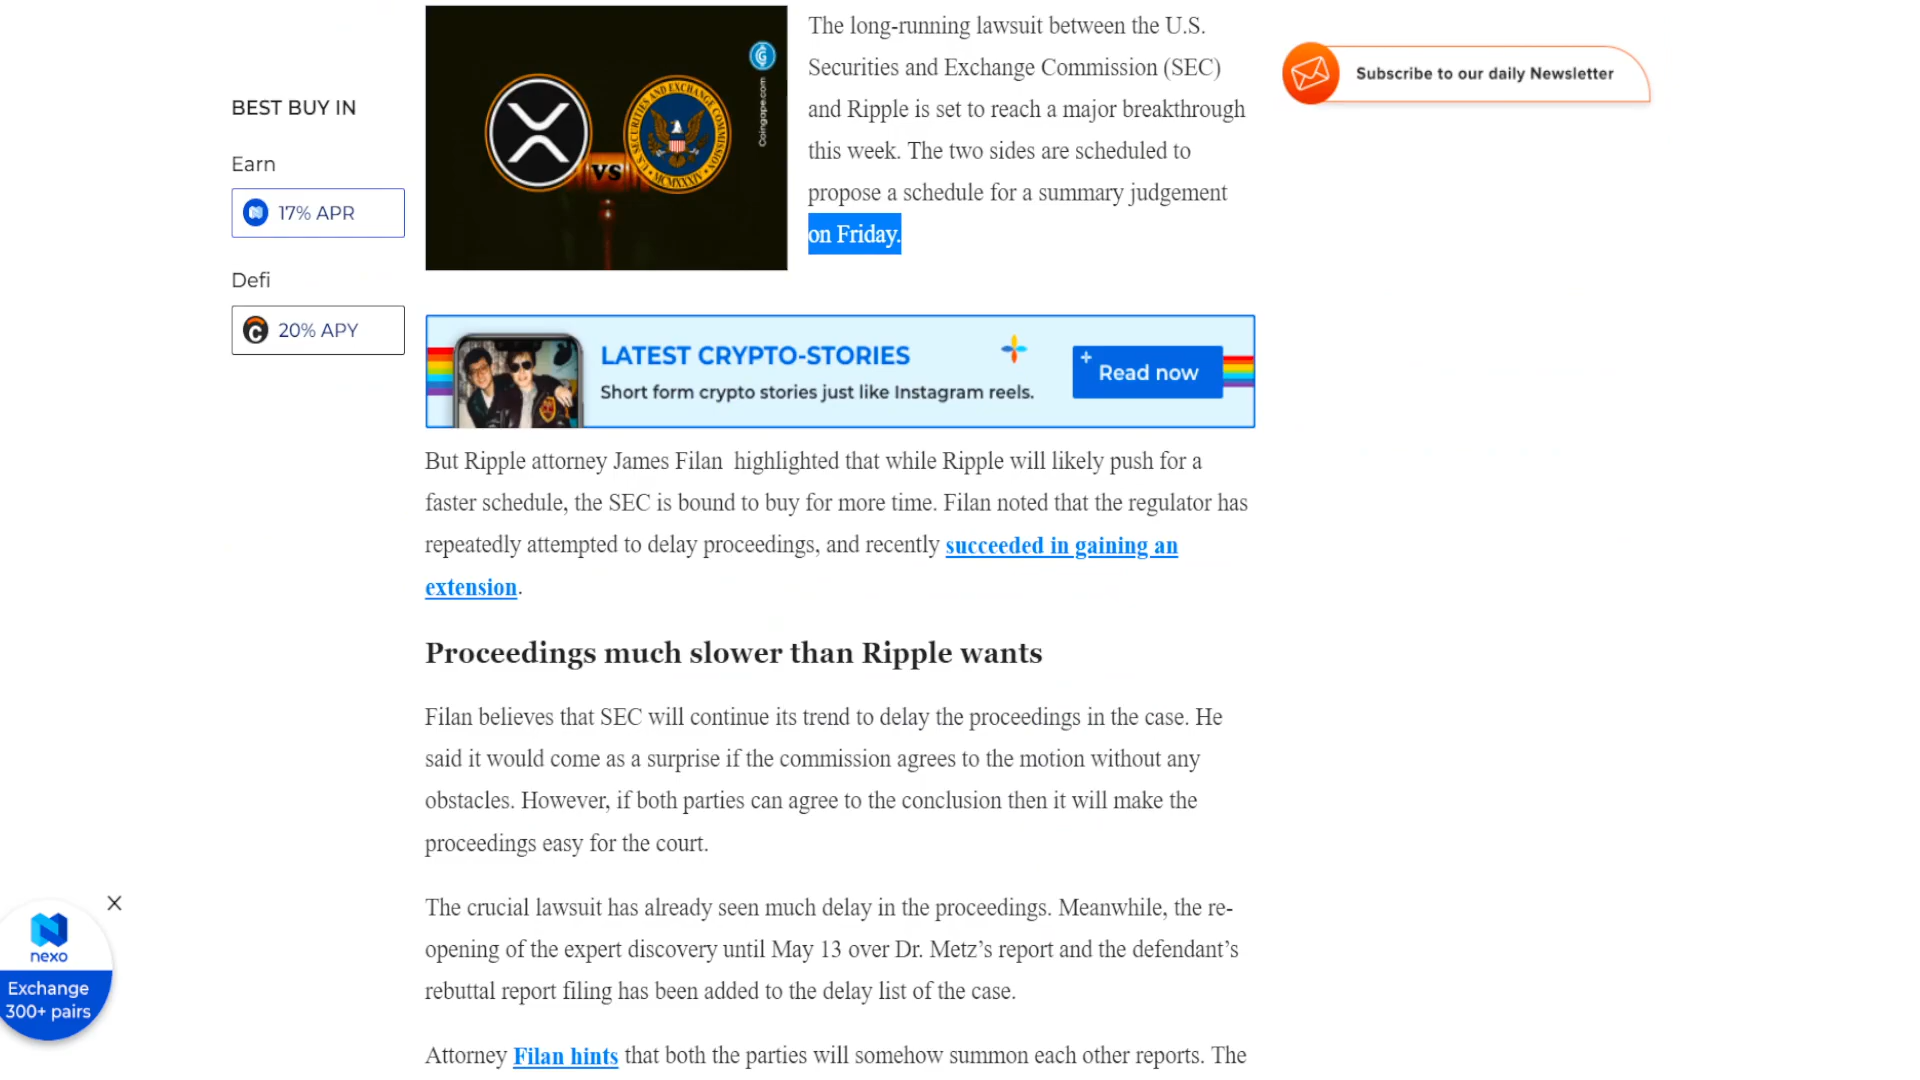 BEST BUY IN
Earn
17% APR
Defi
20% APY
VS
SECURITIES AND EXCHANGE COMMISSION
MCMXXXIV
Coingape.com
The long-running lawsuit between the U.S.
Securities and Exchange Commission (SEC)
and Ripple is set to reach a major breakthrough
this week. The two sides are scheduled to
propose a schedule for a summary judgement
on Friday.
Subscribe to our daily Newsletter
LATEST CRYPTO-STORIES
Short form crypto stories just like Instagram reels.
Read now
But Ripple attorney James Filan  highlighted that while Ripple will likely push for a
faster schedule, the SEC is bound to buy for more time. Filan noted that the regulator has
repeatedly attempted to delay proceedings, and recently succeeded in gaining an
extension.
Proceedings much slower than Ripple wants
Filan believes that SEC will continue its trend to delay the proceedings in the case. He
said it would come as a surprise if the commission agrees to the motion without any
obstacles. However, if both parties can agree to the conclusion then it will make the
proceedings easy for the court.
The crucial lawsuit has already seen much delay in the proceedings. Meanwhile, the re-
opening of the expert discovery until May 13 over Dr. Metz’s report and the defendant’s
rebuttal report filing has been added to the delay list of the case.
Attorney Filan hints that both the parties will somehow summon each other reports. The
nexo
Exchange
300+ pairs